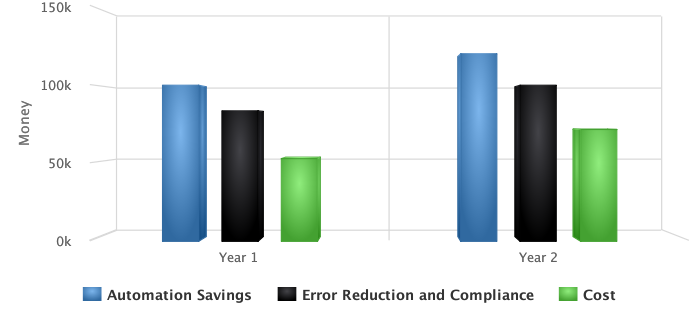 150k
100k
50k
0k
Money
Year 1
Year 2
Automation Savings
Error Reduction and Compliance
Cost